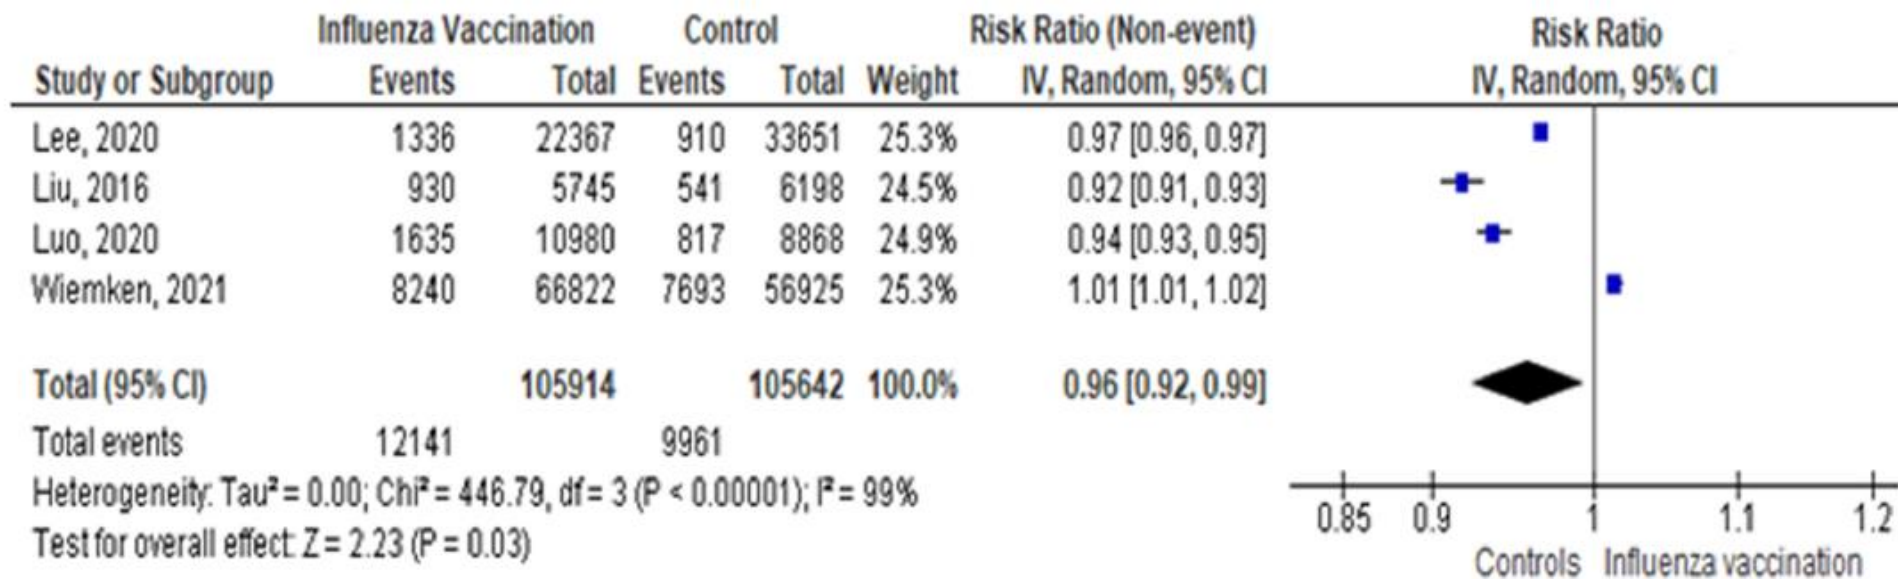 Influenza Vaccination Control Risk Ratio (Non-event) Risk Ratio
Study or Subgroup Events Total Events Total Weight IV, Random, 95% CI IV, Random, 95% CI
Lee, 2020 1336 22367 910 33651 25.3% 0.97 [0.96, 0.97]
Liu, 2016 930 5745 541 6198 24.5% 0.92 [0.91, 0.93]
Luo, 2020 1635 10980 817 8868 24.9% 0.94 [0.93, 0.95]
Wiemken, 2021 8240 66822 7693 56925 25.3% 1.01 [1.01, 1.02]
Total (95% CI) 105914 105642 100.0% 0.96 [0.92, 0.99]
Total events 12141 9961
Heterogeneity: Tau² = 0.00; Chi² = 446.79, df = 3 (P < 0.00001); I² = 99%
Test for overall effect: Z = 2.23 (P = 0.03)
0.85 0.9 1 1.1 1.2
Controls Influenza vaccination